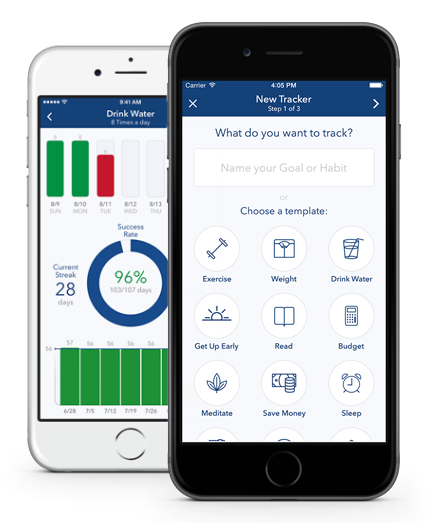 9:41 AM
Drink Water
8 Times a day
8/9
8/10
8/11
8/12
8/13
SUN
MON
TUE
WED
THU
Success
Rate
Current
Streak
28
days
96%
103/107 days
56
57
56
56
56
56
6/28
7/5
7/12
7/19
7/26
Carrier
4:05 PM
New Tracker
Step 1 of 3
What do you want to track?
Name your Goal or Habit
or
Choose a template:
Exercise
Weight
Drink Water
Get Up Early
Read
Budget
Meditate
Save Money
Sleep